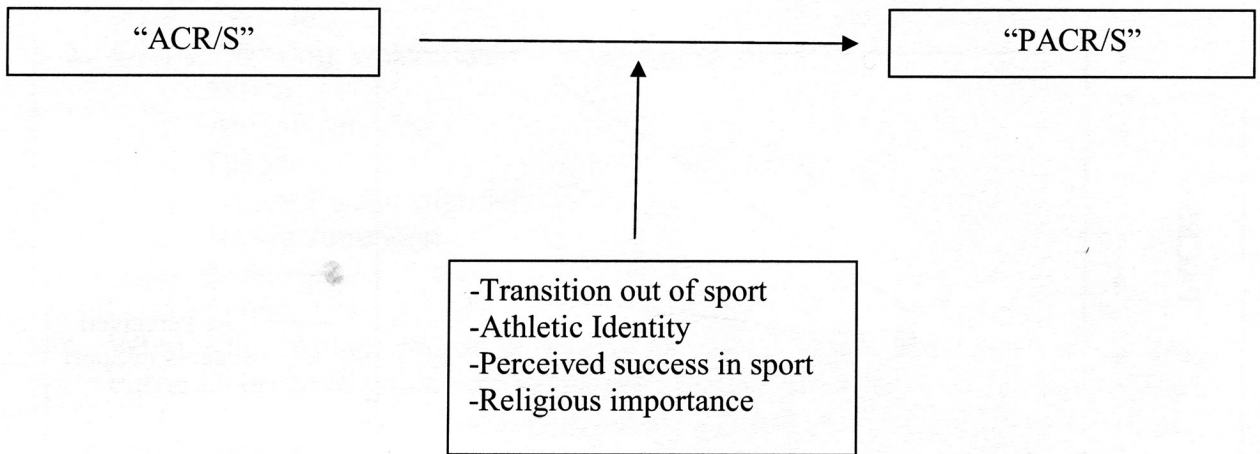 “ACR/S”
“PACR/S”
-Transition out of sport
-Athletic Identity
-Perceived success in sport
-Religious importance